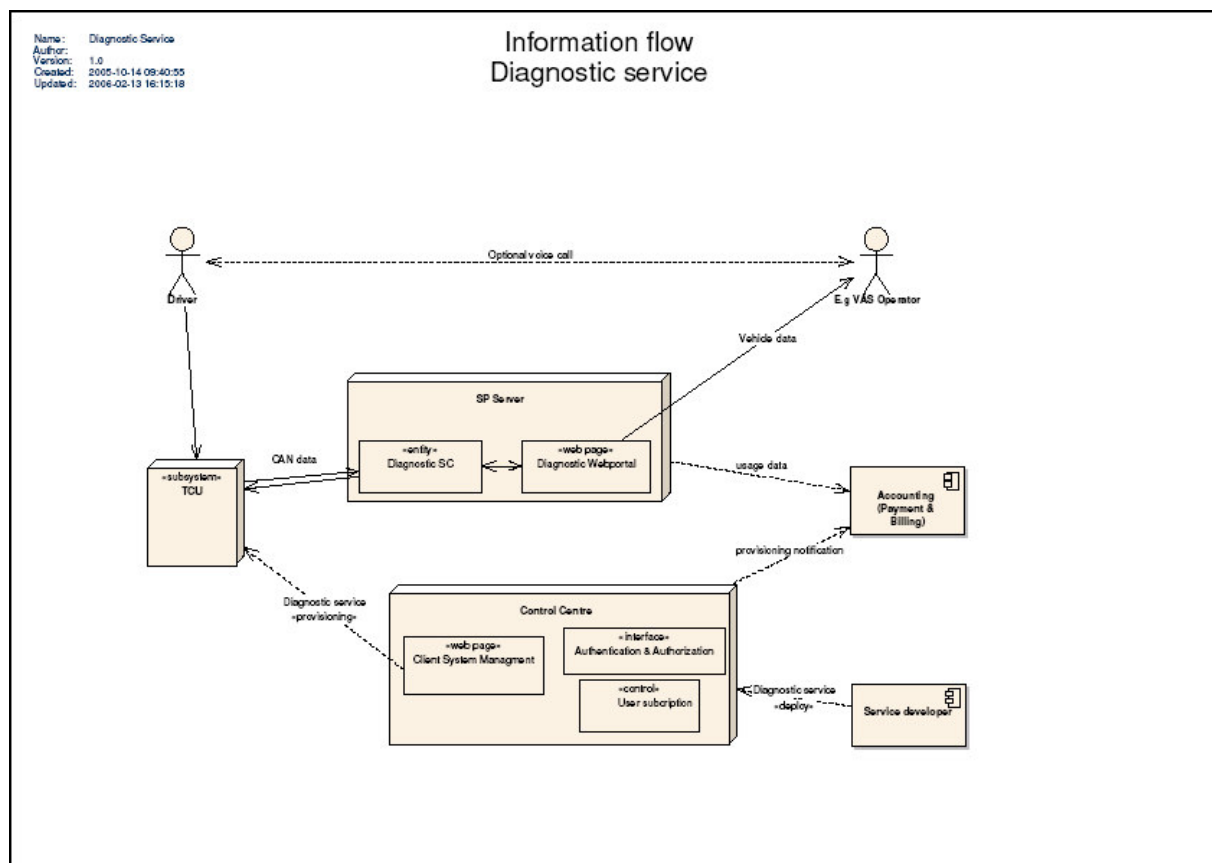 Name: Diagnostic Service
Author:
Version: 1.0
Created: 2005-10-14 09:40:55
Updated: 2006-02-13 16:15:18
Information flow
Diagnostic service
Optional voice call
Driver
E.g VAS Operator
Vehicle data
SP Server
«entity»
Diagnostic SC
«web page»
Diagnostic Webportal
CAN data
«subsystem»
TCU
usage data
Accounting
(Payment &
Billing)
provisioning notification
Diagnostic service
«provisioning»
Control Centre
«web page»
Client System Managment
«interface»
Authentication & Authorization
«control»
User subcription
Diagnostic service
«deploy»
Service developer